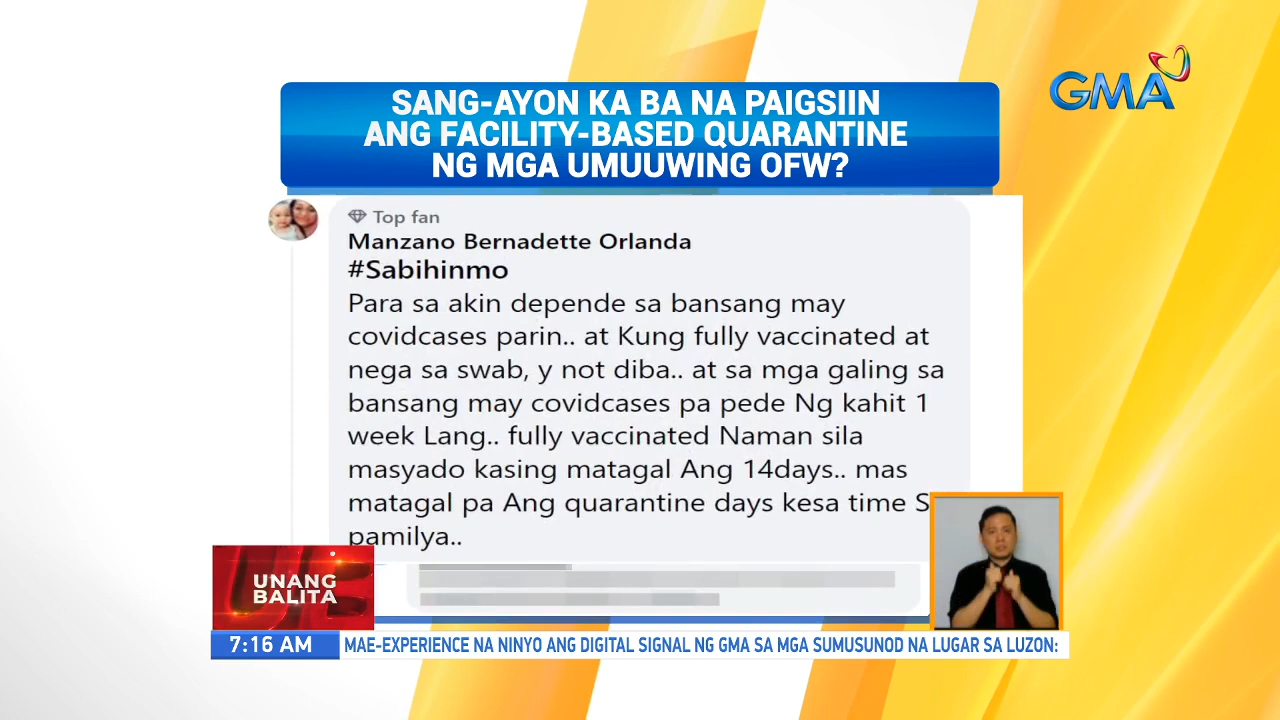 SANG-AYON KA BA NA PAIGSIIN
ANG FACILITY-BASED QUARANTINE
NG MGA UMUUWING OFW?
GMA
Top fan
Manzano Bernadette Orlanda
#Sabihinmo
Para sa akin depende sa bansang may
covidcases parin.. at Kung fully vaccinated at
nega sa swab, y not diba.. at sa mga galing sa
bansang may covidcases pa pede Ng kahit 1
week Lang.. fully vaccinated Naman sila
masyado kasing matagal Ang 14days.. mas
matagal pa Ang quarantine days kesa time S
pamilya..
UNANG
BALITA
7:16 AM
MAE-EXPERIENCE NA NINYO ANG DIGITAL SIGNAL NG GMA SA MGA SUMUSUNOD NA LUGAR SA LUZON: